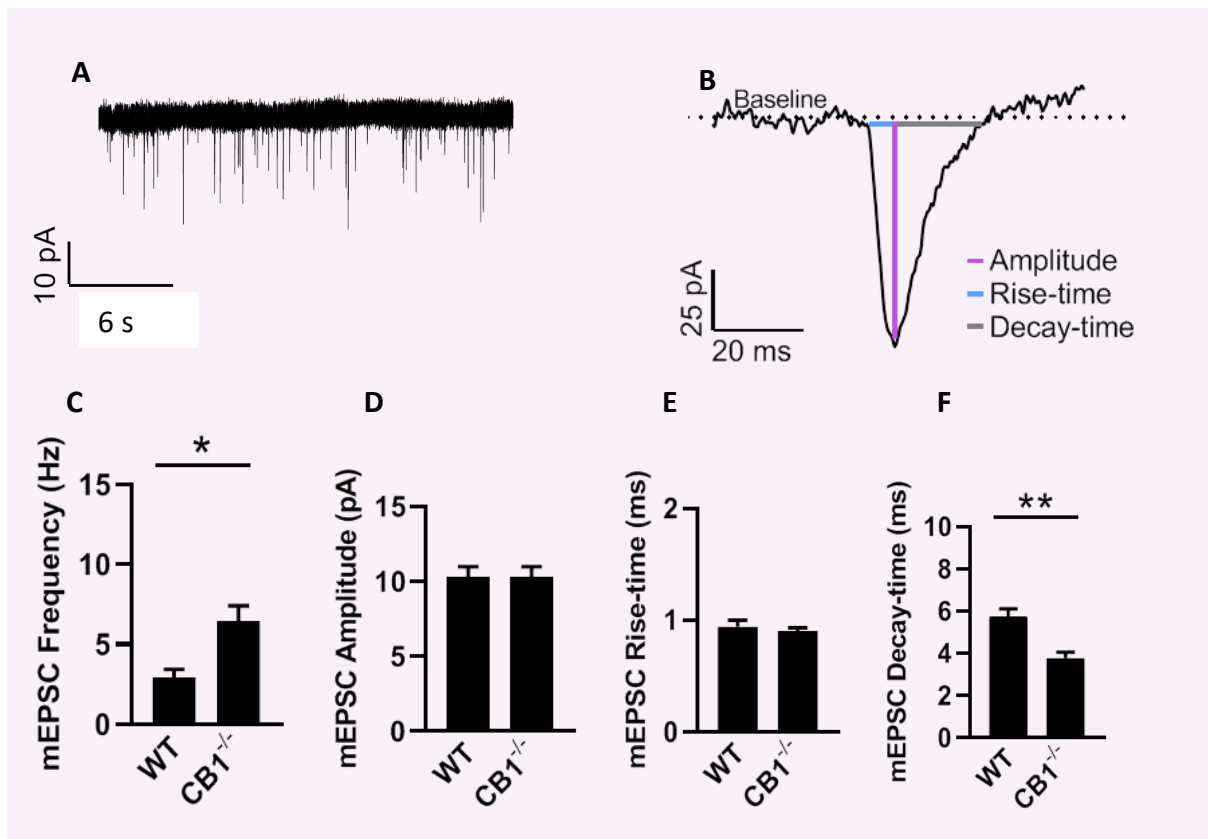 A
10 pA
6 s
B
Baseline
Amplitude
Rise-time
Decay-time
25 pA
20 ms
C
*
mEPSC Frequency (Hz)
15
10
5
0
WT
CB1-/-
D
mEPSC Amplitude (pA)
15
10
5
0
WT
CB1-/-
E
mEPSC Rise-time (ms)
2
1
0
WT
CB1-/-
F
**
mEPSC Decay-time (ms)
10
8
6
4
2
0
WT
CB1-/-